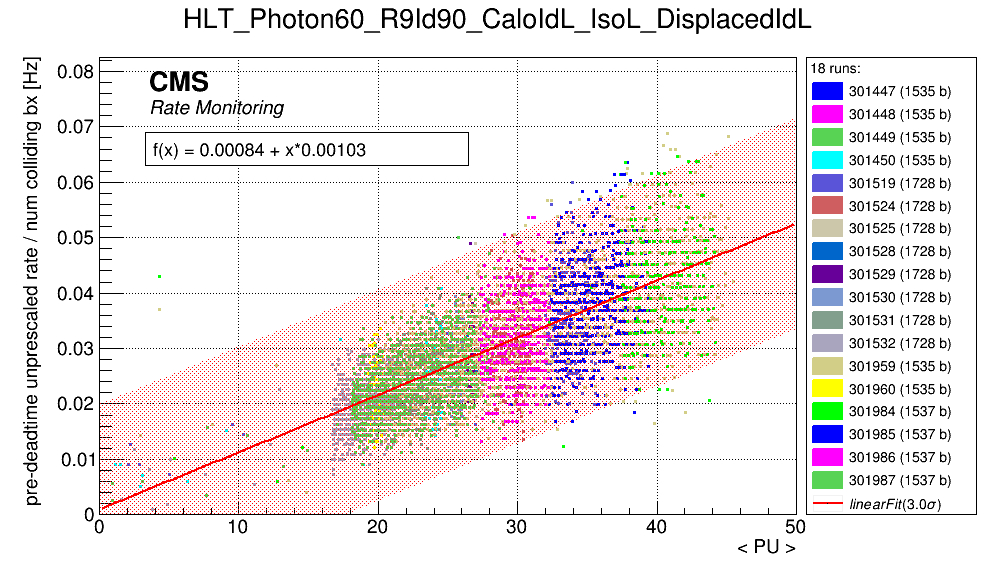 HLT_Photon60_R9Id90_CaloIdL_IsoL_DisplacedIdL
pre-deadtime unprescaled rate / num colliding bx [Hz]
CMS
Rate Monitoring
f(x) = 0.00084 + x*0.00103
0.08
0.07
0.06
0.05
0.04
0.03
0.02
0.01
0
0 10 20 30 40 50
< PU >
18 runs:
301447 (1535 b)
301448 (1535 b)
301449 (1535 b)
301450 (1535 b)
301519 (1728 b)
301524 (1728 b)
301525 (1728 b)
301528 (1728 b)
301529 (1728 b)
301530 (1728 b)
301531 (1728 b)
301532 (1728 b)
301959 (1535 b)
301960 (1535 b)
301984 (1537 b)
301985 (1537 b)
301986 (1537 b)
301987 (1537 b)
linearFit(3.0σ)